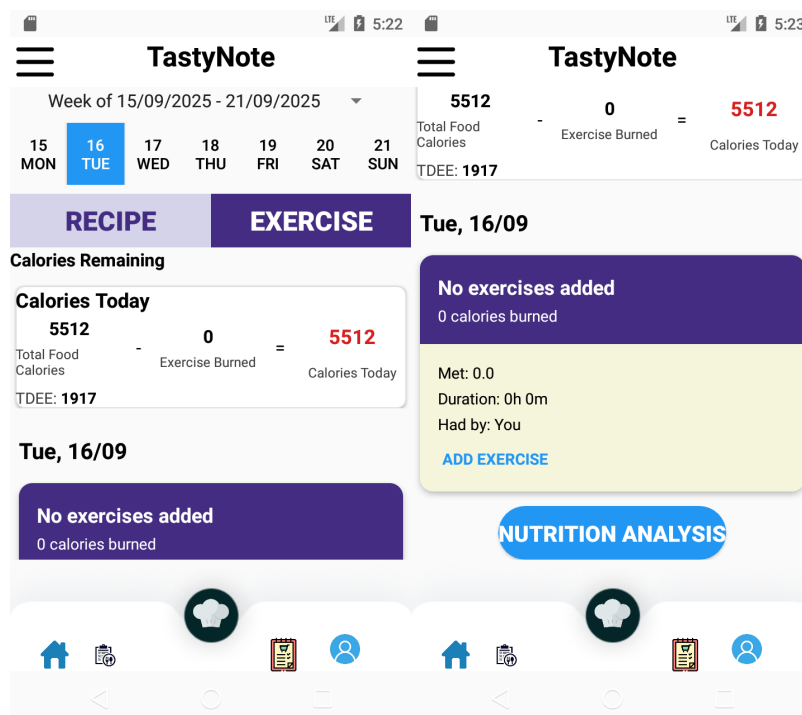 LTE 5:22
TastyNote
Week of 15/09/2025 - 21/09/2025
15 16 17 18 19 20 21
MON TUE WED THU FRI SAT SUN
RECIPE EXERCISE
Calories Remaining
Calories Today
5512 - 0 = 5512
Total Food Calories Exercise Burned Calories Today
TDEE: 1917
Tue, 16/09
No exercises added
0 calories burned
LTE 5:23
TastyNote
5512 - 0 = 5512
Total Food Calories Exercise Burned Calories Today
TDEE: 1917
Tue, 16/09
No exercises added
0 calories burned
Met: 0.0
Duration: 0h 0m
Had by: You
ADD EXERCISE
NUTRITION ANALYSIS